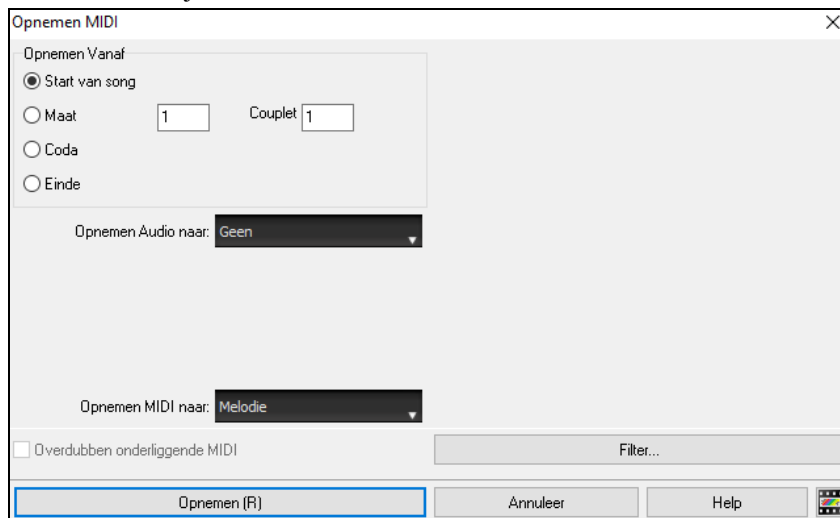 Opnemen MIDI
Opnemen Vanaf
Start van song
Maat 1 Couplet 1
Coda
Einde
Opnemen Audio naar: Geen
Opnemen MIDI naar: Melodie
Overdubben onderliggende MIDI Filter...
Opnemen (R) Annuleer Help